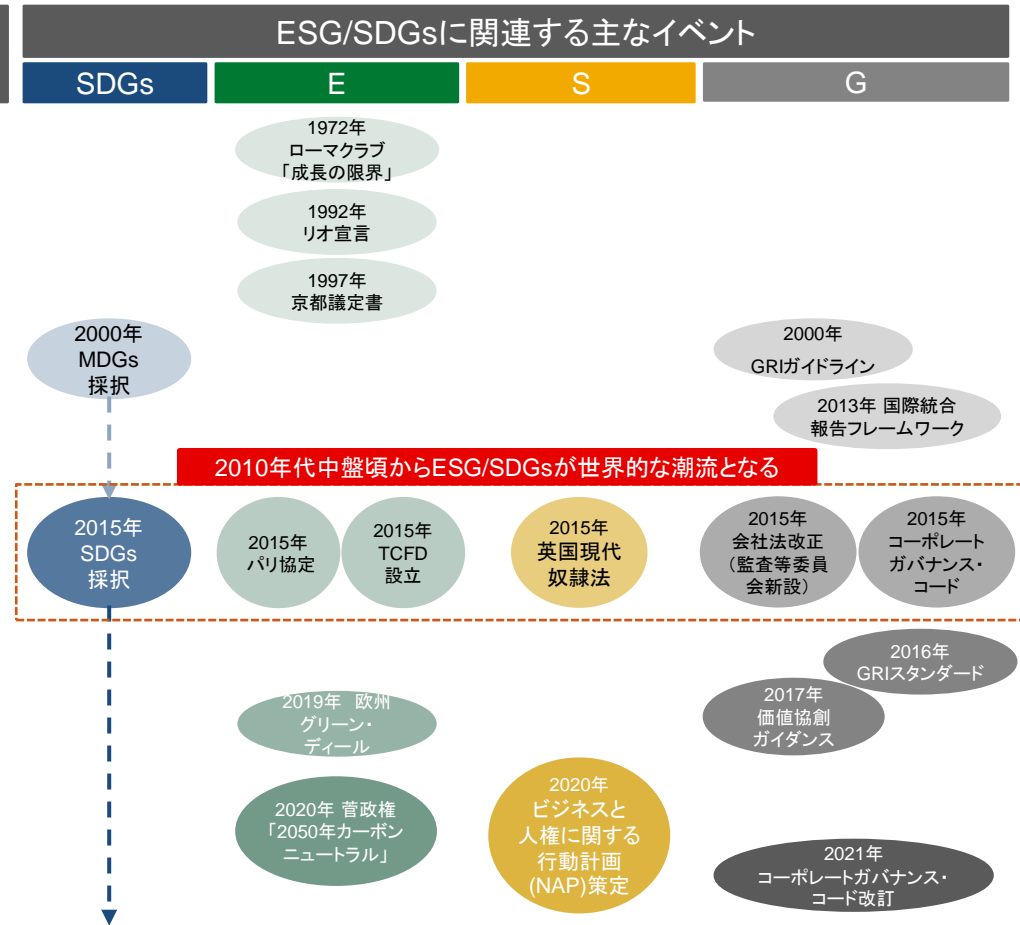 ESG/SDGsに関連する主なイベント
SDGs
E
S
G
1972年
ローマクラブ
「成長の限界」
1992年
リオ宣言
1997年
京都議定書
2000年
MDGs
採択
2000年
GRIガイドライン
2013年 国際統合
報告フレームワーク
2010年代中盤頃からESG/SDGsが世界的な潮流となる
2015年
SDGs
採択
2015年
パリ協定
2015年
TCFD
設立
2015年
英国現代
奴隷法
2015年
会社法改正
（監査等委員
会新設）
2015年
コーポレート
ガバナンス・
コード
2016年
GRIスタンダード
2017年
価値協創
ガイダンス
2019年 欧州
グリーン・
ディール
2020年 菅政権
「2050年カーボン
ニュートラル」
2020年
ビジネスと
人権に関する
行動計画
(NAP)策定
2021年
コーポレートガバナンス・
コード改訂